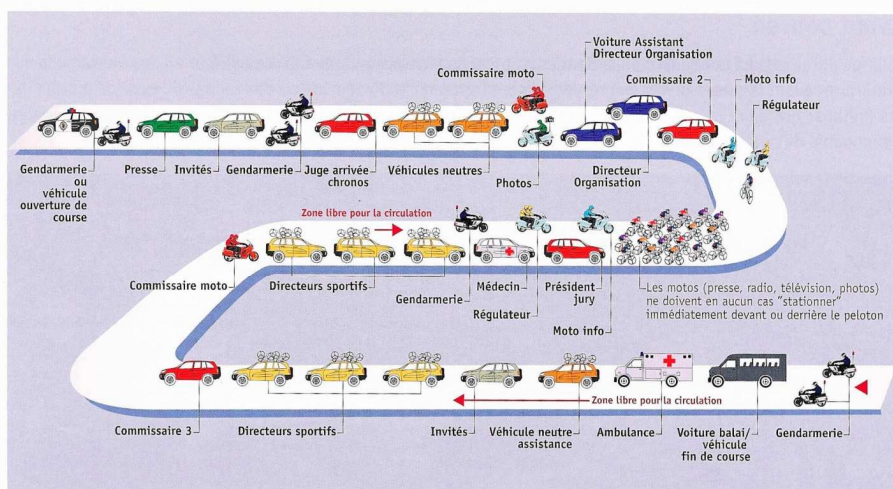 Voiture Assistant
Directeur Organisation
Commissaire moto
Commissaire 2
Moto info
Régulateur
Gendarmerie
ou
véhicule
ouverture de
course
Presse
Invités
Gendarmerie
Juge arrivée
chronos
Véhicules neutres
Photos
Directeur
Organisation
Zone libre pour la circulation
Commissaire moto
Directeurs sportifs
Gendarmerie
Médecin
Régulateur
Président
jury
Moto info
Les motos (presse, radio, télévision, photos)
ne doivent en aucun cas "stationner"
immédiatement devant ou derrière le peloton
Zone libre pour la circulation
Commissaire 3
Directeurs sportifs
Invités
Véhicule neutre
assistance
Ambulance
Voiture balai/
véhicule
fin de course
Gendarmerie